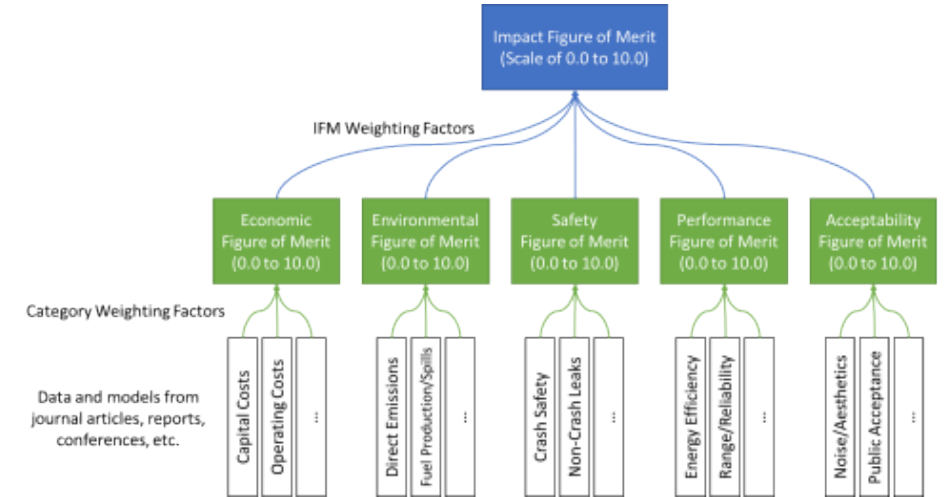 Impact Figure of Merit
(Scale of 0.0 to 10.0)
IFM Weighting Factors
Economic
Figure of Merit
(0.0 to 10.0)
Environmental
Figure of Merit
(0.0 to 10.0)
Safety
Figure of Merit
(0.0 to 10.0)
Performance
Figure of Merit
(0.0 to 10.0)
Acceptability
Figure of Merit
(0.0 to 10.0)
Category Weighting Factors
Data and models from
journal articles, reports,
conferences, etc.
Capital Costs
Operating Costs
...
Direct Emissions
Fuel Production/Spills
...
Crash Safety
Non-Crash Leaks
...
Energy Efficiency
Range/Reliability
...
Noise/Aesthetics
Public Acceptance
...